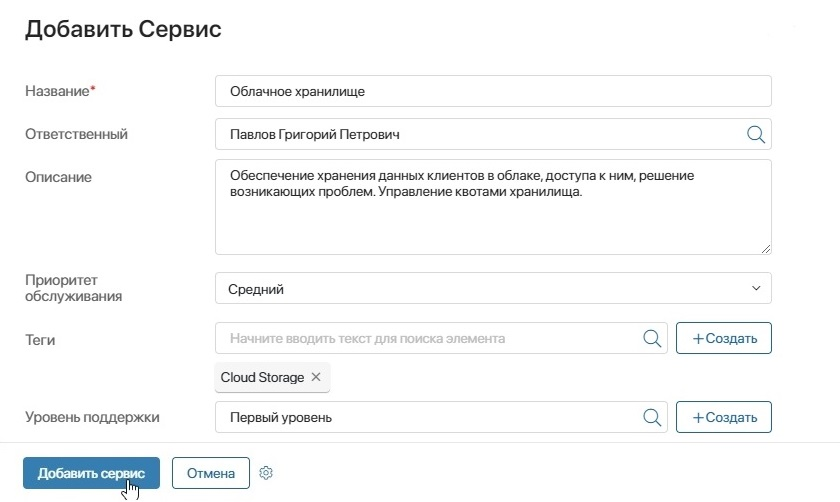 Добавить Сервис
Название*
Облачное хранилище
Ответственный
Павлов Григорий Петрович
Описание
Обеспечение хранения данных клиентов в облаке, доступа к ним, решение
возникающих проблем. Управление квотами хранилища.
Приоритет
обслуживания
Средний
Теги
Начните вводить текст для поиска элемента
+Создать
Cloud Storage ×
Уровень поддержки
Первый уровень
+Создать
Добавить сервис
Отмена